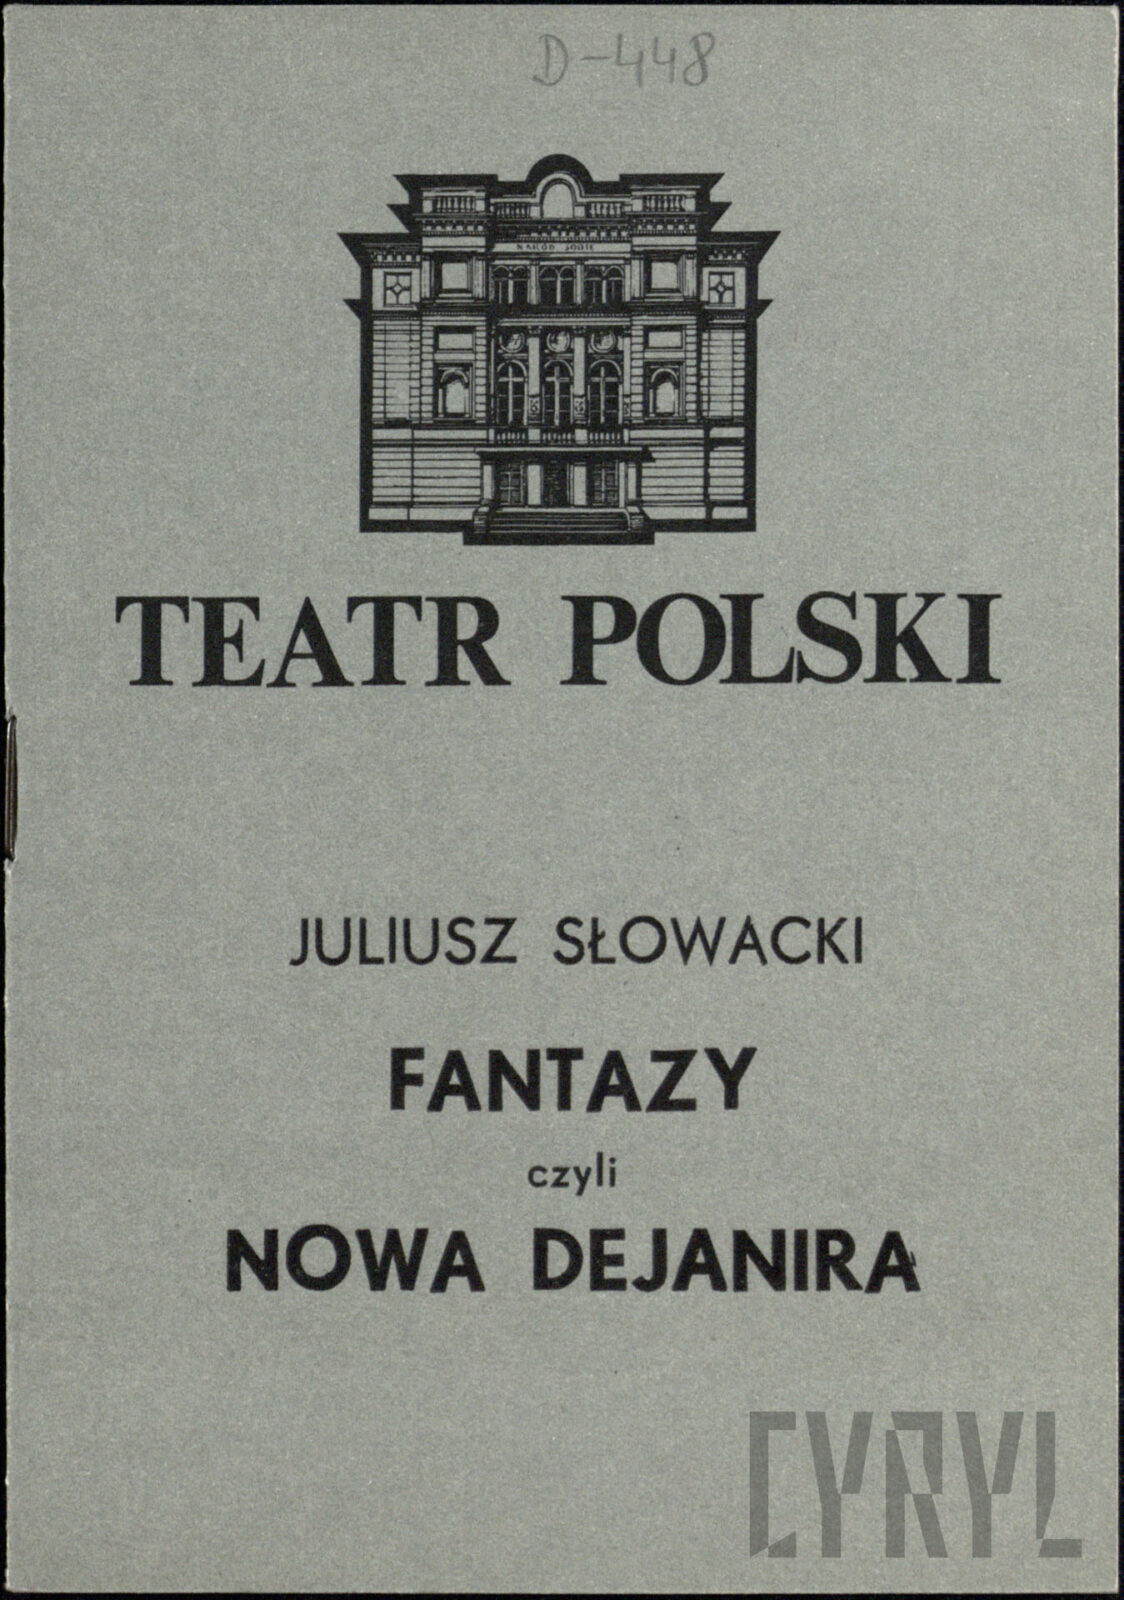 D-448
NARÓD SOBIE
TEATR POLSKI
JULIUSZ SŁOWACKI
FANTAZY
czyli
NOWA DEJANIRA
CYRYL